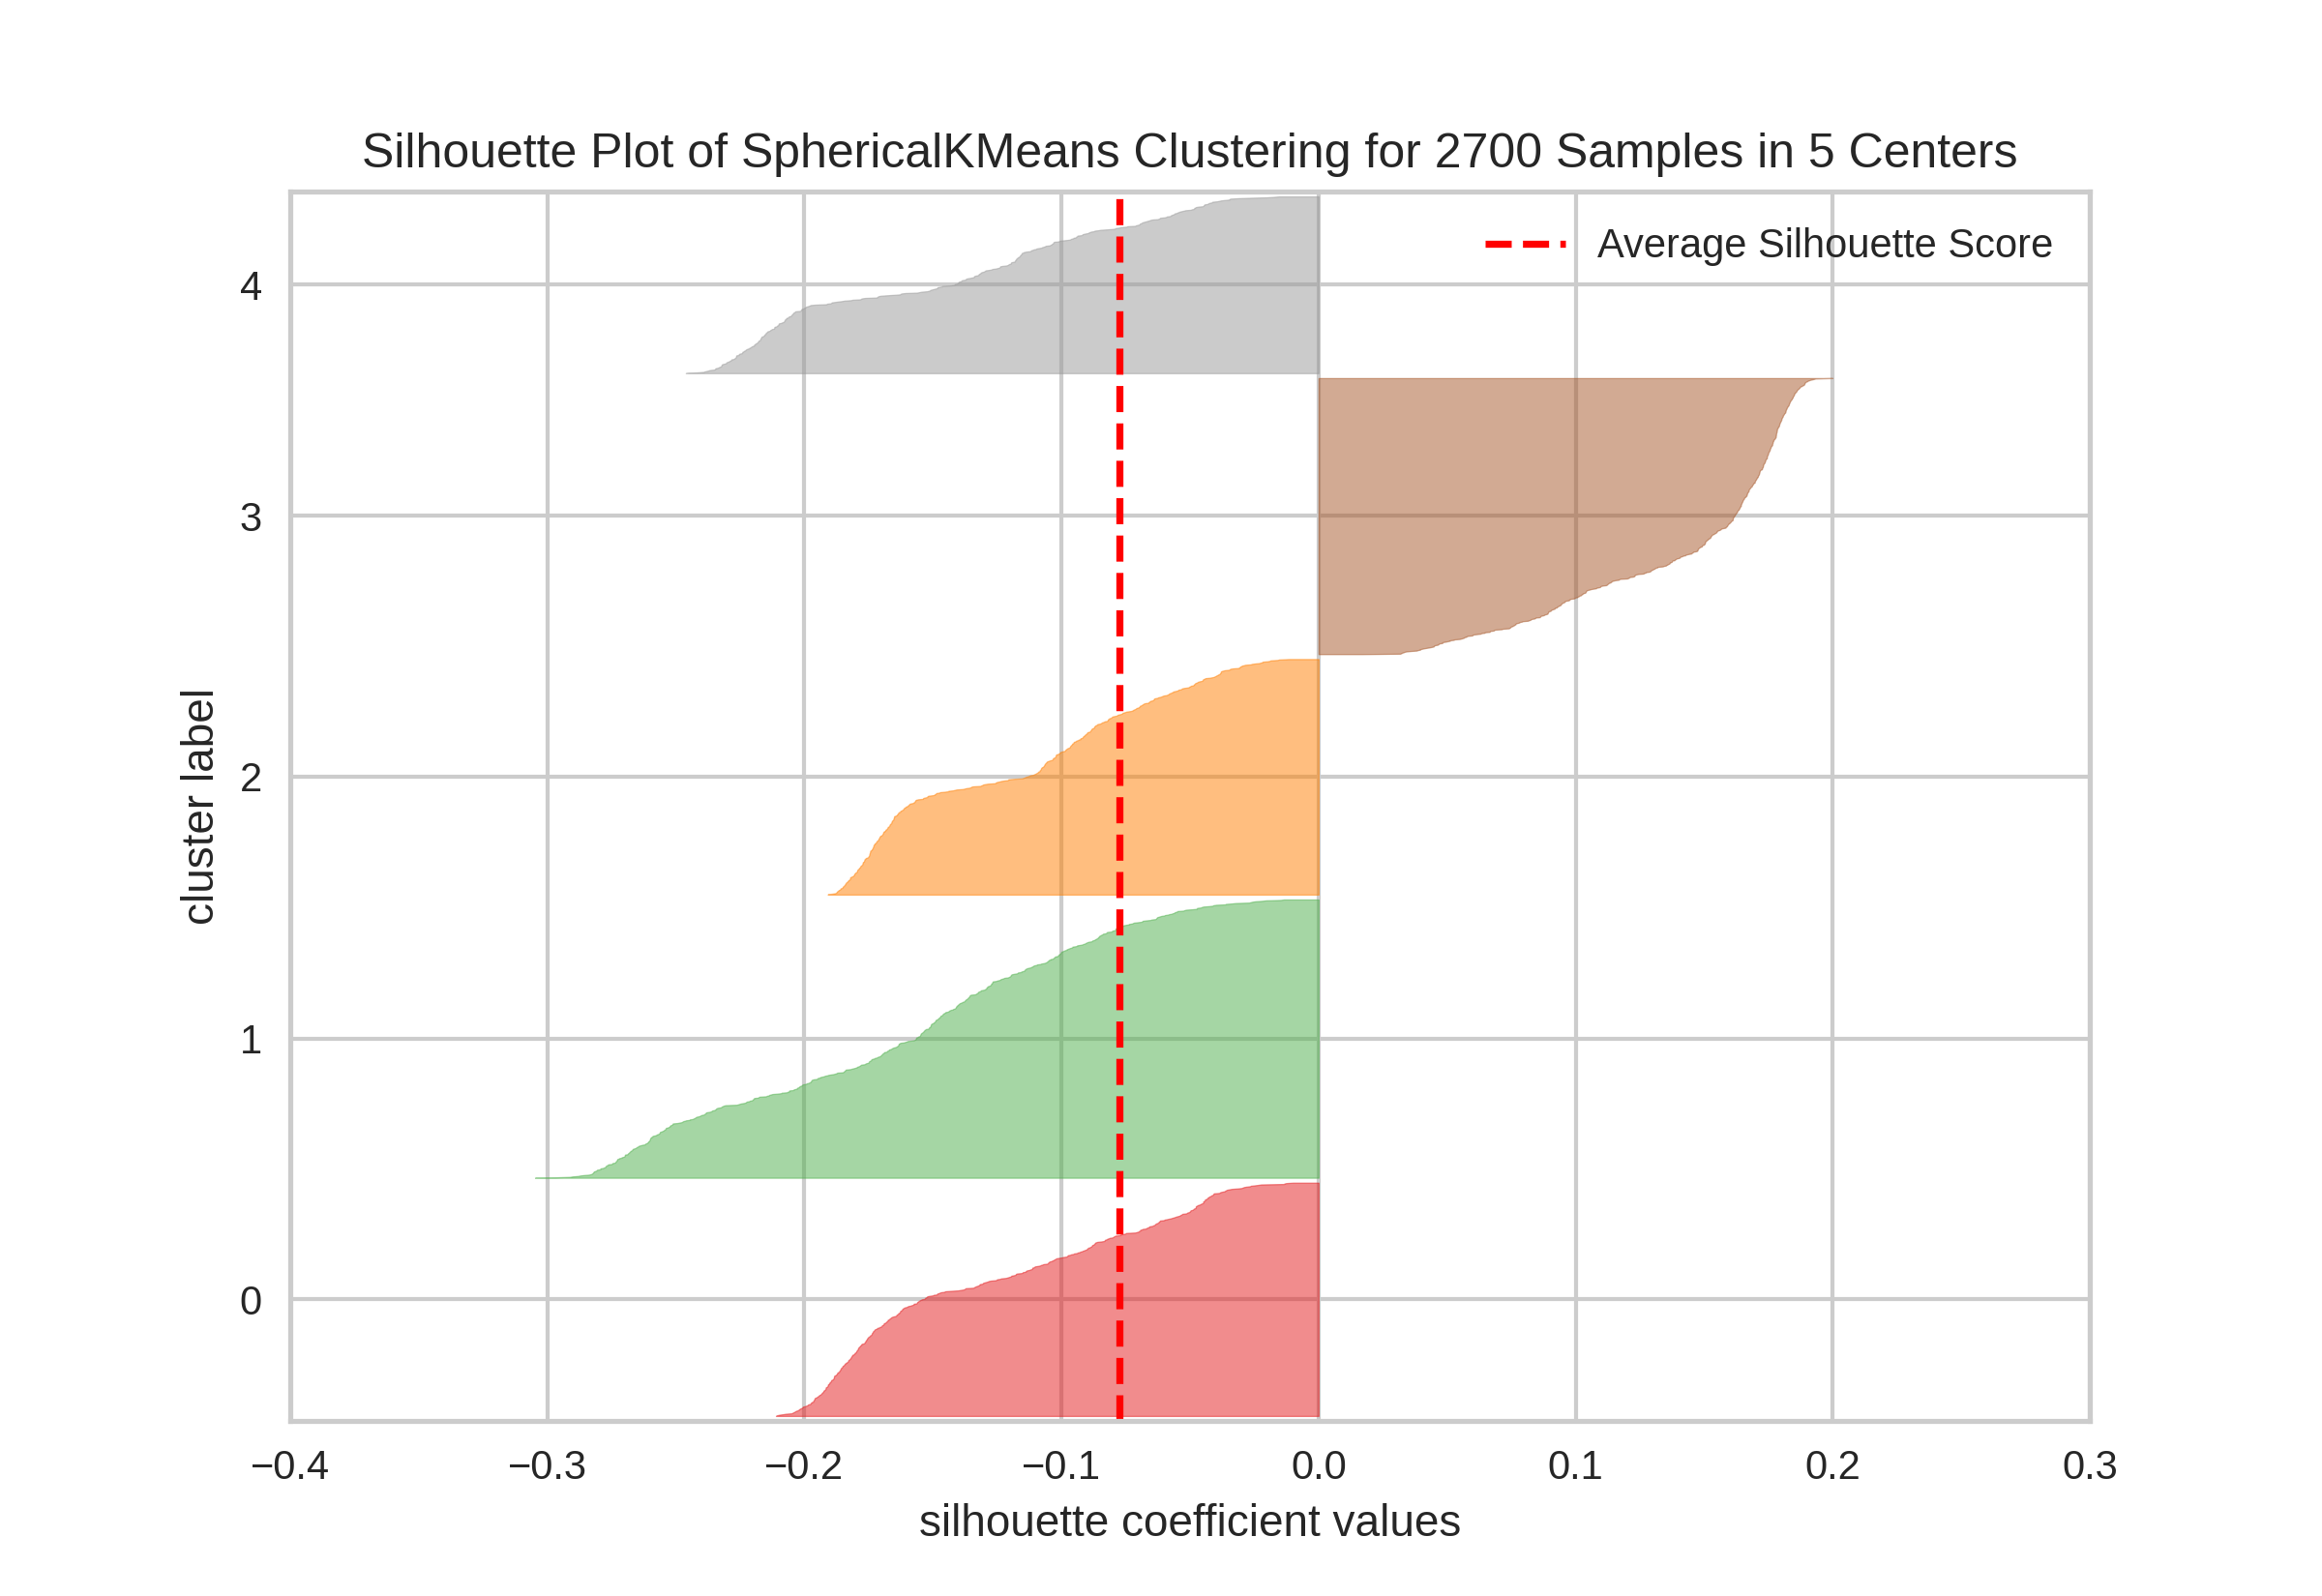 Silhouette Plot of SphericalKMeans Clustering for 2700 Samples in 5 Centers
Average Silhouette Score
4
3
2
1
0
cluster label
−0.4 −0.3 −0.2 −0.1 0.0 0.1 0.2 0.3
silhouette coefficient values